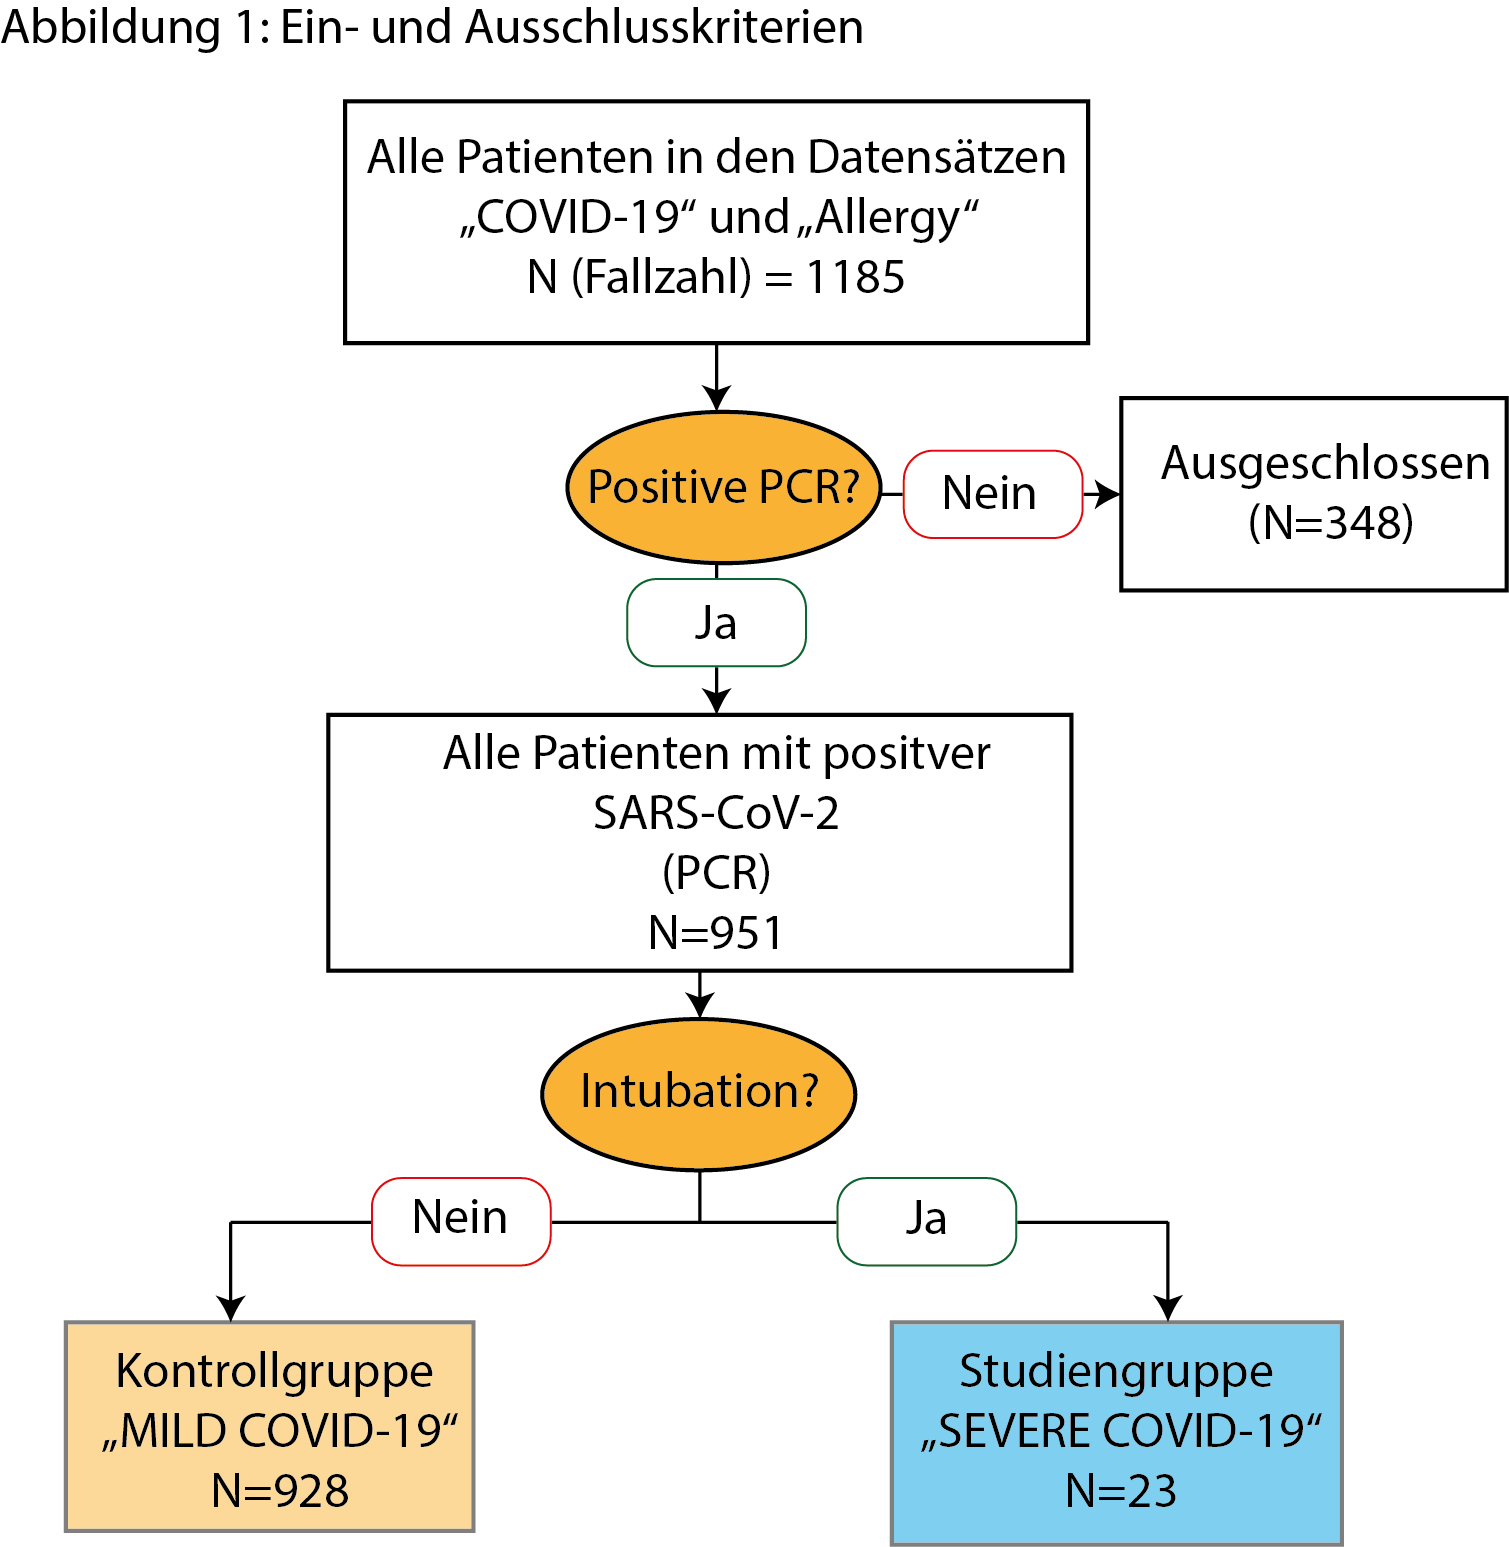 Abbildung 1: Ein- und Ausschlusskriterien
Alle Patienten in den Datensätzen
„COVID-19“ und „Allergy“
N (Fallzahl) = 1185
Positive PCR?
Nein
Ausgeschlossen
(N=348)
Ja
Alle Patienten mit positver
SARS-CoV-2
(PCR)
N=951
Intubation?
Nein
Ja
Kontrollgruppe
„MILD COVID-19“
N=928
Studiengruppe
„SEVERE COVID-19“
N=23